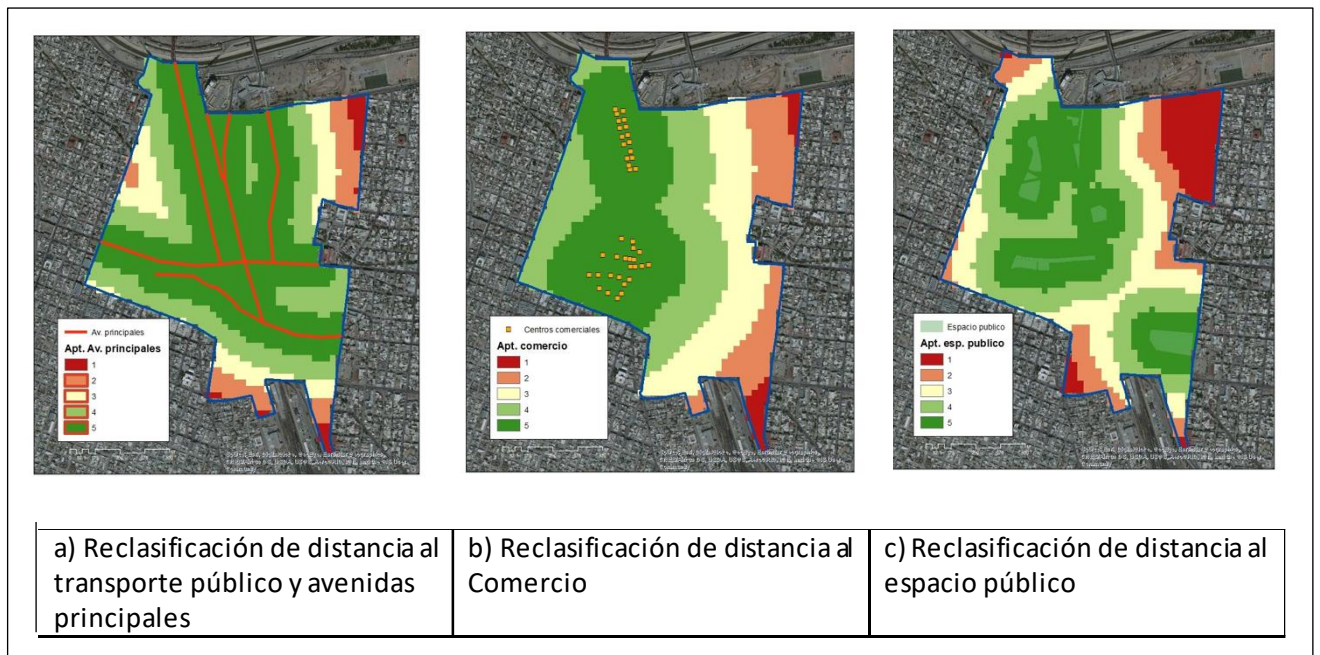 Av. principales
Apt. Av. principales
1
2
3
4
5
Centros comerciales
Apt. comercio
1
2
3
4
5
Espacio publico
Apt. esp. publico
1
2
3
4
5
a) Reclasificación de distancia al
transporte público y avenidas
principales
b) Reclasificación de distancia al
Comercio
c) Reclasificación de distancia al
espacio público